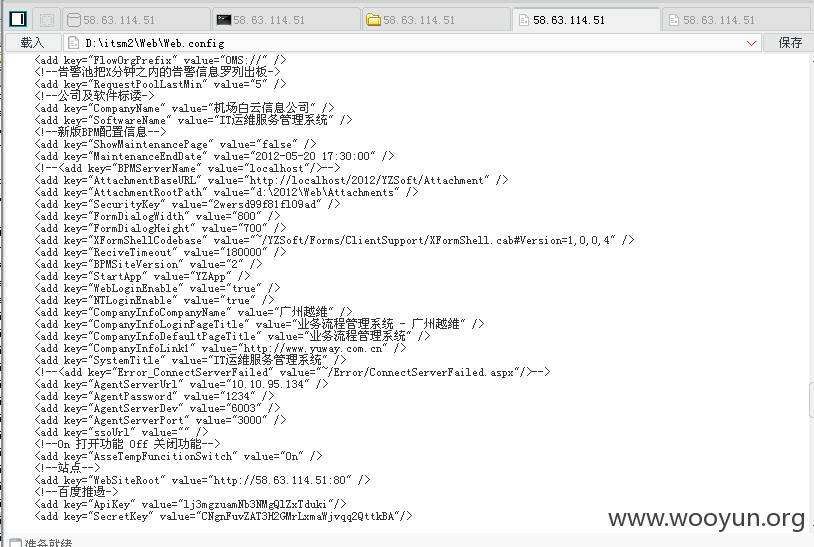 58.63.114.51 58.63.114.51 58.63.114.51 58.63.114.51 58.63.114.51
载入 D:\itsm2\Web\Web.config 保存
<add key="FlowOrgPrefix" value="OMS://" />
<!--告警池把X分钟之内的告警信息罗列出板->
<add key="RequestPoolLastMin" value="5" />
<!--公司及软件标读->
<add key="CompanyName" value="机场白云信息公司" />
<add key="SoftwareName" value="IT运维服务管理系统" />
<!--新版BPM配置信息-->
<add key="ShowMaintenancePage" value="false" />
<add key="MaintenanceEndDate" value="2012-05-20 17:30:00" />
<!--<add key="BPMServerName" value="localhost"/>-->
<add key="AttachmentBaseURL" value="http://localhost/2012/YZSoft/Attachment" />
<add key="AttachmentRootPath" value="d:\2012\Web\Attachments" />
<add key="SecurityKey" value="2wersd99f81fl09ad" />
<add key="FormDialogWidth" value="800" />
<add key="FormDialogHeight" value="700" />
<add key="XFormShellCodebase" value="~/YZSoft/Forms/ClientSupport/XFormShell.cab#Version=1,0,0,4" />
<add key="ReciveTimeout" value="180000" />
<add key="BPMSiteVersion" value="2" />
<add key="StartApp" value="YZApp" />
<add key="WebLoginEnable" value="true" />
<add key="NTLoginEnable" value="true" />
<add key="CompanyInfoCompanyName" value="广州越维" />
<add key="CompanyInfoLoginPageTitle" value="业务流程管理系统 - 广州越维" />
<add key="CompanyInfoDefaultPageTitle" value="业务流程管理系统" />
<add key="CompanyInfoLink1" value="http://www.yuway.com.cn" />
<add key="SystemTitle" value="IT运维服务管理系统" />
<!--<add key="Error_ConnectServerFailed" value="~/Error/ConnectServerFailed.aspx"/>-->
<add key="AgentServerUrl" value="10.10.95.134" />
<add key="AgentPassword" value="1234" />
<add key="AgentServerDev" value="6003" />
<add key="AgentServerPort" value="3000" />
<add key="ssoUrl" value="" />
<!--On 打开功能 Off 关闭功能-->
<add key="AsseTempFuncitionSwitch" value="On" />
<!--站点-->
<add key="WebSiteRoot" value="http://58.63.114.51:80" />
<!--百度推送->
<add key="ApiKey" value="lj3mgzuamNb3NMgQlZxTduki"/>
<add key="SecretKey" value="CNgnFuvZAT3H2GMrLxmaWjvqq2QttkBA"/>
www.wooyun.org
准备就绪